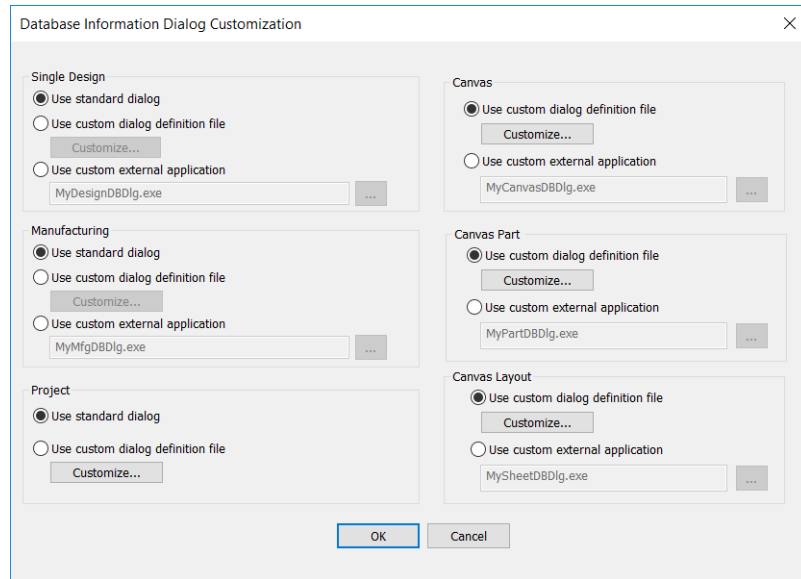 Database Information Dialog Customization
Single Design
Use standard dialog
Use custom dialog definition file
Customize...
Use custom external application
MyDesignDBDlg.exe
...
Manufacturing
Use standard dialog
Use custom dialog definition file
Customize...
Use custom external application
MyMfgDBDlg.exe
...
Project
Use standard dialog
Use custom dialog definition file
Customize...
Canvas
Use custom dialog definition file
Customize...
Use custom external application
MyCanvasDBDlg.exe
...
Canvas Part
Use custom dialog definition file
Customize...
Use custom external application
MyPartDBDlg.exe
...
Canvas Layout
Use custom dialog definition file
Customize...
Use custom external application
MySheetDBDlg.exe
...
OK
Cancel